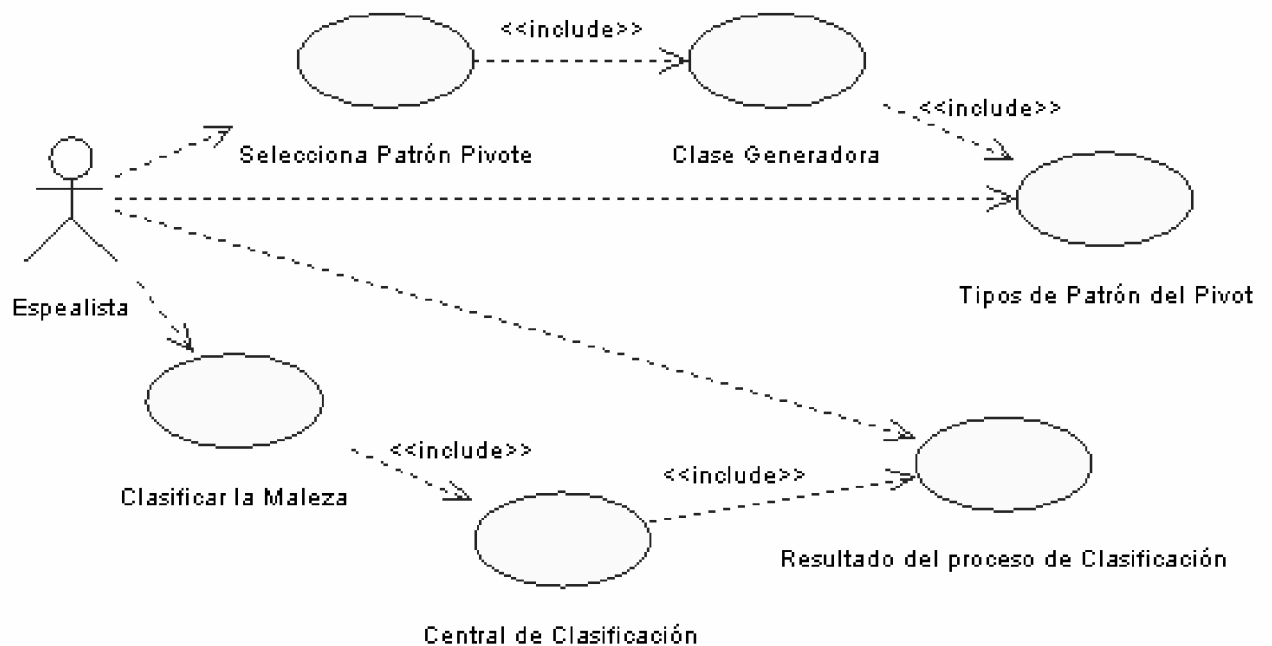 <<include>>
<<include>>
Selecciona Patrón Pivote
Clase Generadora
Tipos de Patrón del Pivot
Espealista
<<include>>
<<include>>
Clasificar la Maleza
Resultado del proceso de Clasificación
Central de Clasificación